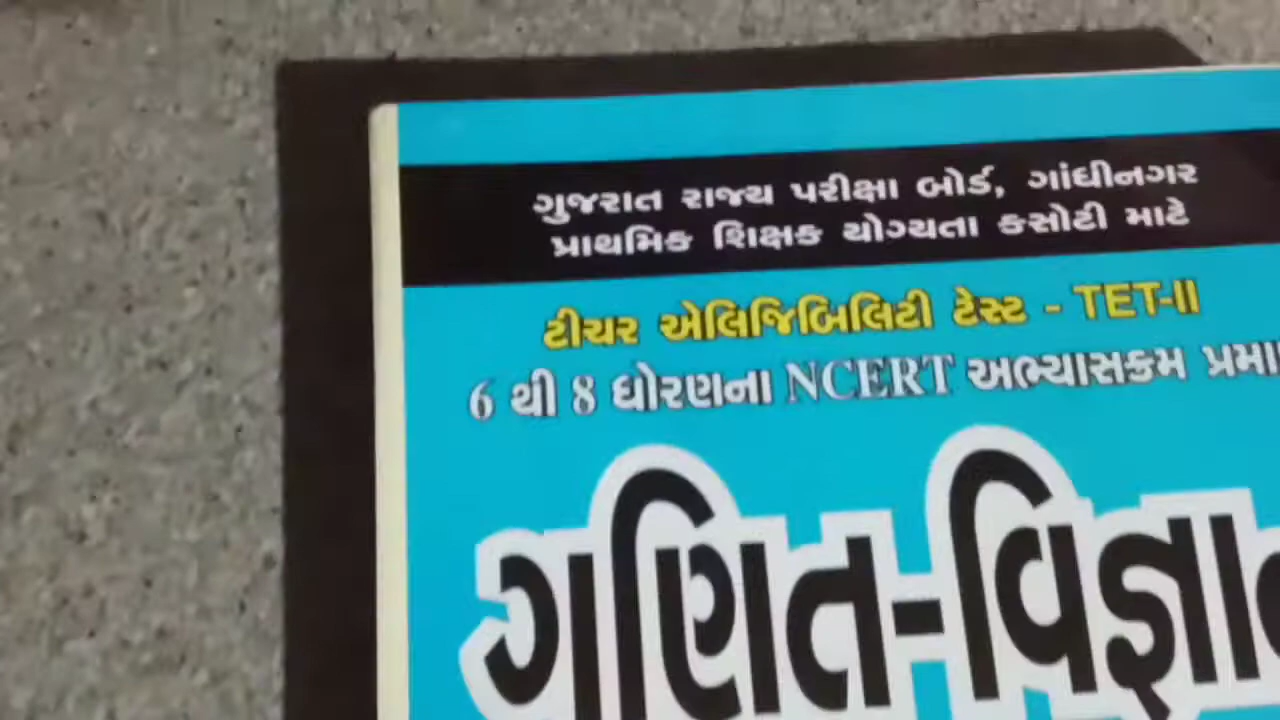 ગુજરાત રાજ્ય પરીક્ષા બોર્ડ, ગાંધીનગર
પ્રાથમિક શિક્ષક યોગ્યતા કસોટી માટે
ટીચર એલિજિબિલિટી ટેસ્ટ - TET-II
6 થી 8 ધોરણના NCERT અભ્યાસક્રમ
ગણિત-